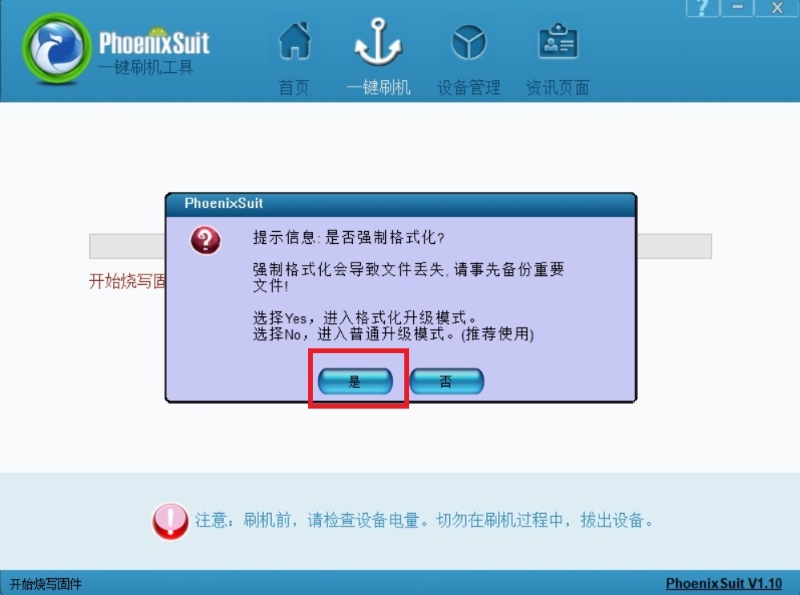 PhoenixSuit
一键刷机工具
首页
一键刷机
设备管理
资讯页面
? — X
PhoenixSuit
提示信息: 是否强制格式化?
强制格式化会导致文件丢失, 请事先备份重要
文件!
选择Yes，进入格式化升级模式。
选择No，进入普通升级模式。(推荐使用)
是
否
开始烧写固
注意：刷机前，请检查设备电量。切勿在刷机过程中，拔出设备。
开始烧写固件
PhoenixSuit V1.10